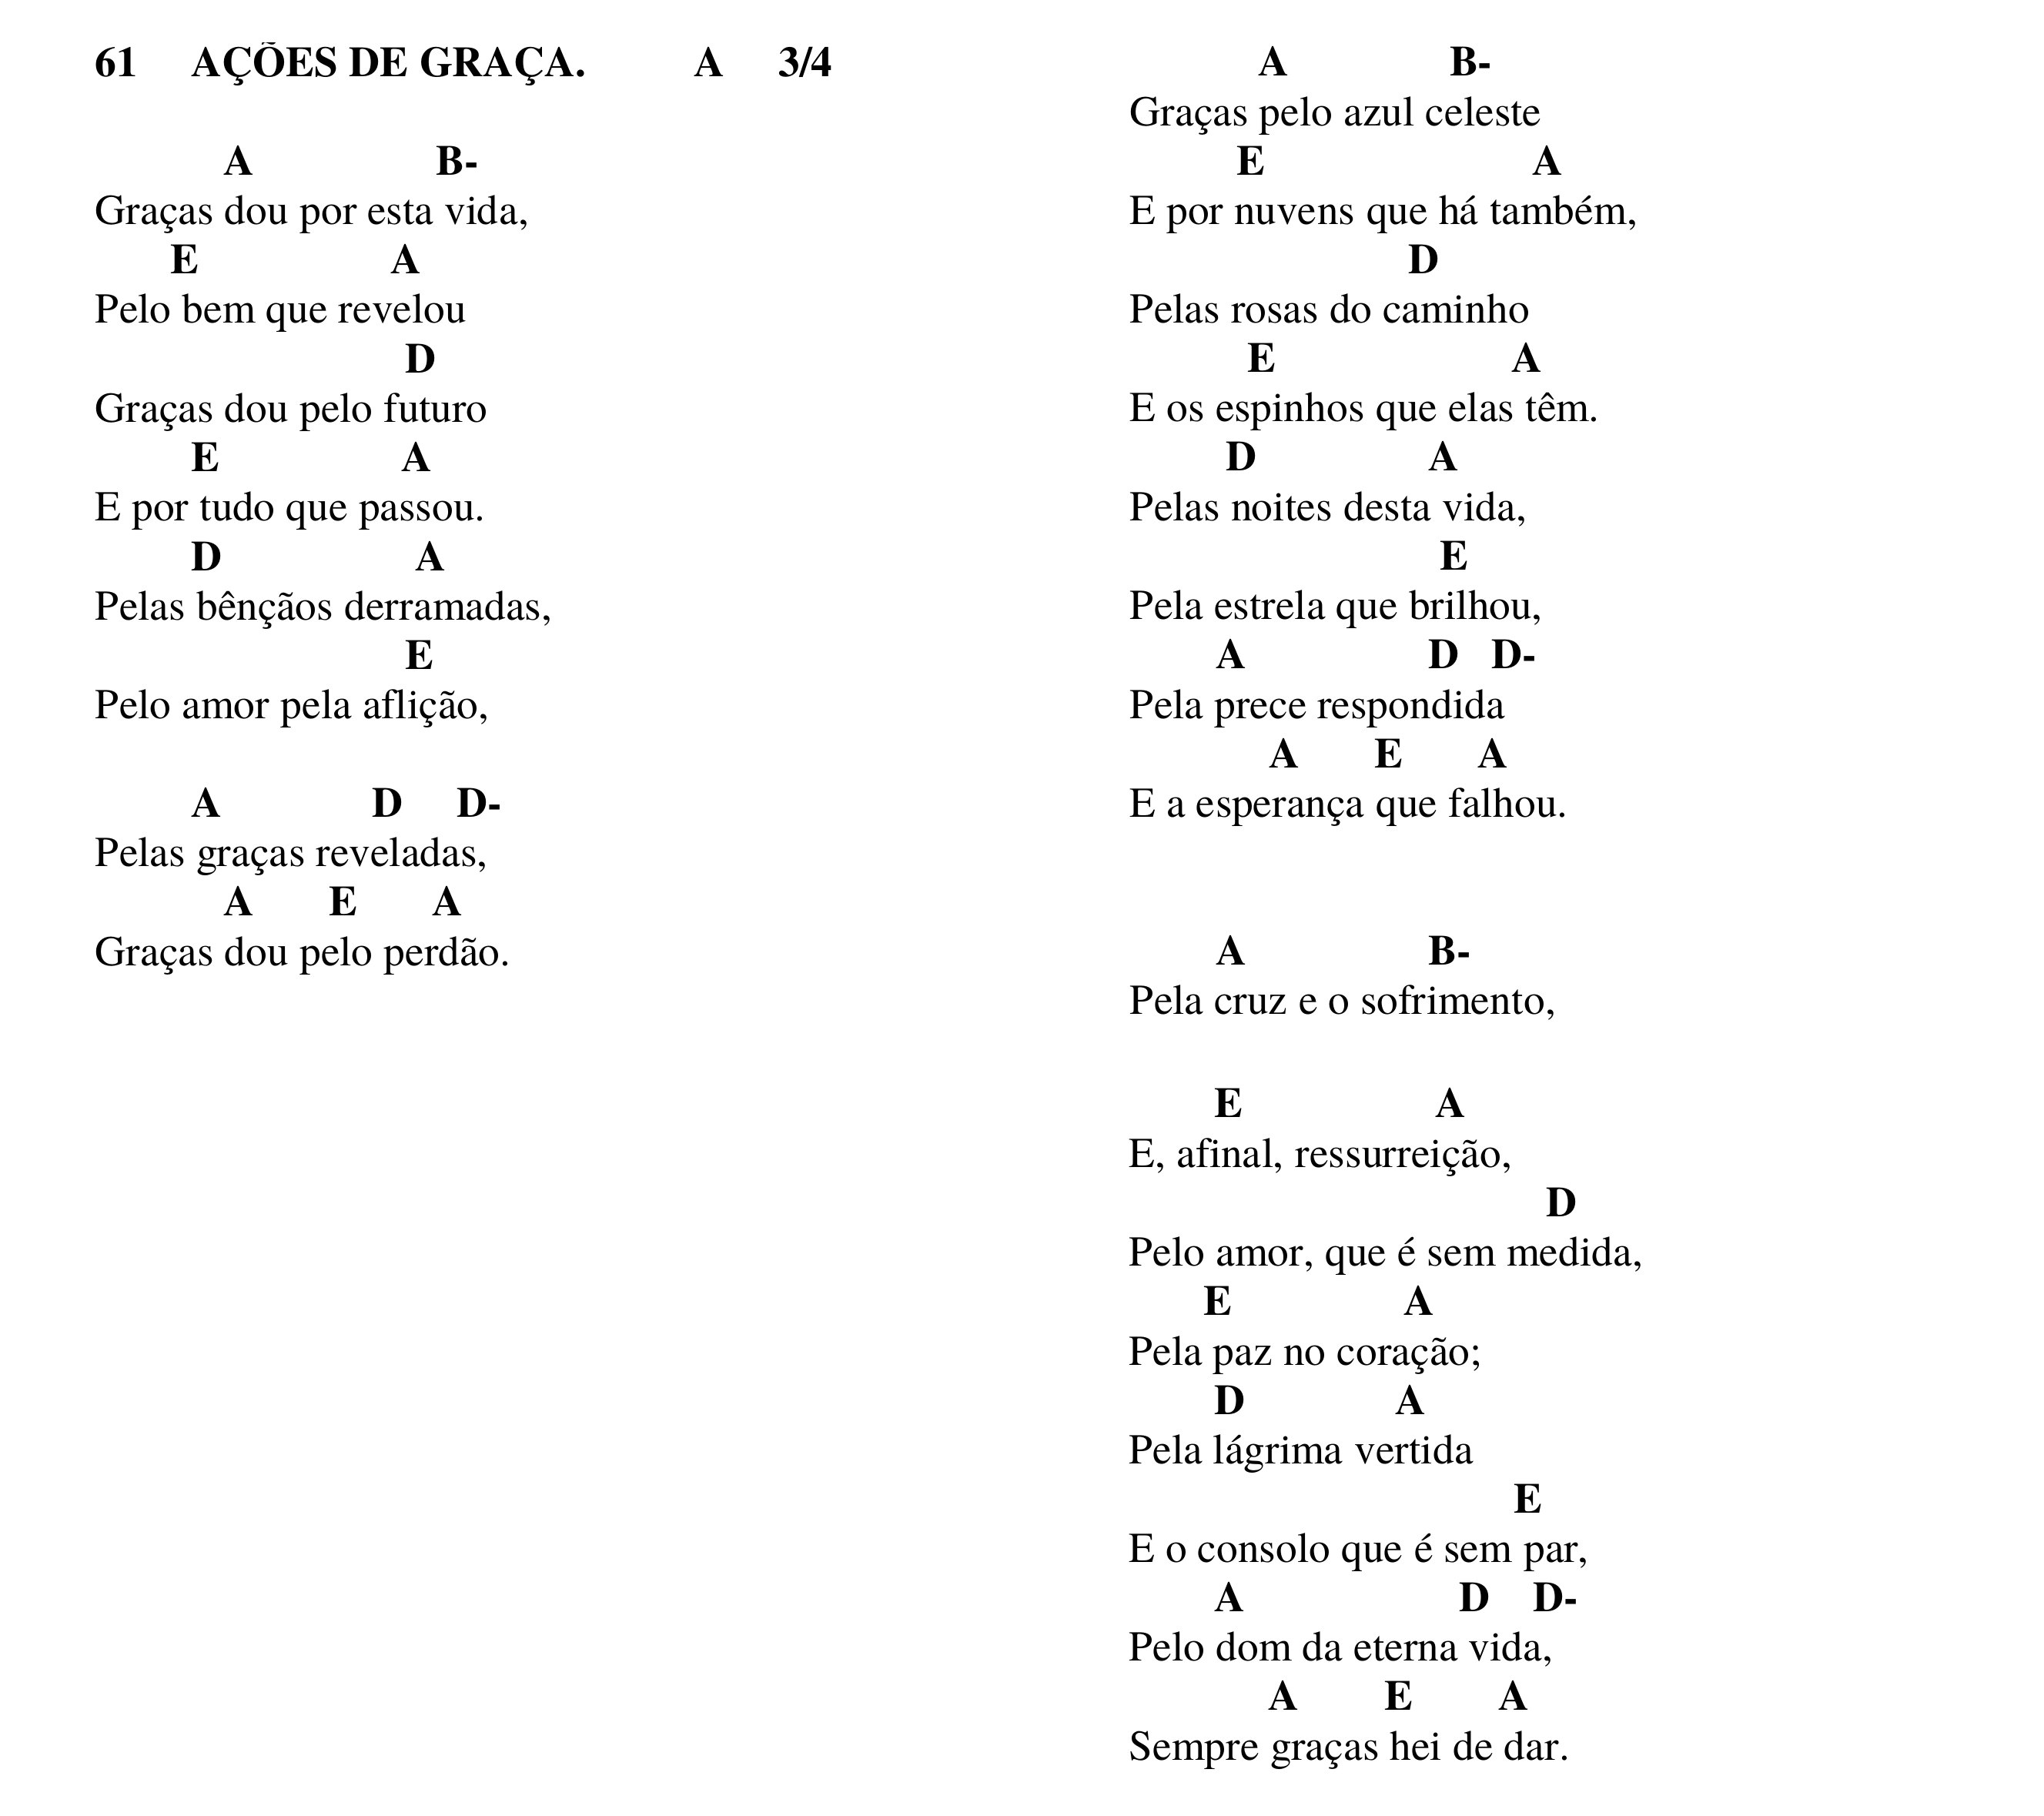 61 AÇÕES DE GRAÇA. A 3/4
A B-
Graças dou por esta vida,
E A
Pelo bem que revelou
D
Graças dou pelo futuro
E A
E por tudo que passou.
D A
Pelas bênçãos derramadas,
E
Pelo amor pela aflição,
A D D-
Pelas graças reveladas,
A E A
Graças dou pelo perdão.
A B-
Graças pelo azul celeste
E A
E por nuvens que há também,
D
Pelas rosas do caminho
E A
E os espinhos que elas têm.
D A
Pelas noites desta vida,
E
Pela estrela que brilhou,
A D D-
Pela prece respondida
A E A
E a esperança que falhou.
A B-
Pela cruz e o sofrimento,
E A
E, afinal, ressurreição,
D
Pelo amor, que é sem medida,
E A
Pela paz no coração;
D A
Pela lágrima vertida
E
E o consolo que é sem par,
A D D-
Pelo dom da eterna vida,
A E A
Sempre graças hei de dar.